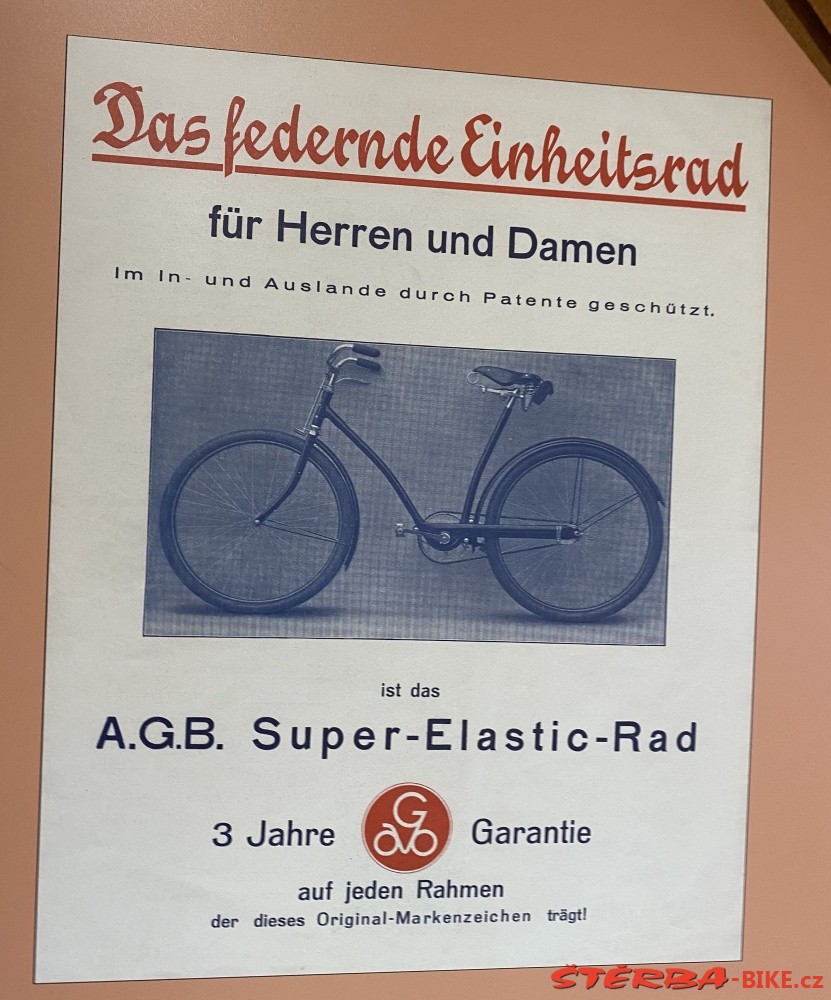 Das federnde Einheitsrad
für Herren und Damen
Im In- und Auslande durch Patente geschützt.
ist das
A.G.B. Super-Elastic-Rad
3 Jahre Garantie
auf jeden Rahmen
der dieses Original-Markenzeichen trägt!
ŠTĚRBA-BIKE.cz